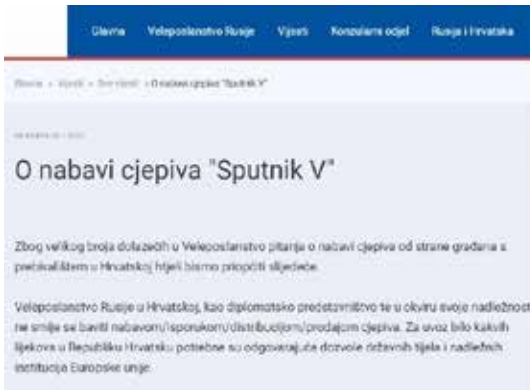 Glavna Veleposlanstvo Rusije Vijesti Konzularni odjel Rusija i Hrvatska
O nabavi cjepiva "Sputnik V"
O nabavi cjepiva "Sputnik V"
Zbog velikog broja dolazećih u Veleposlanstvo pitanja o nabavi cjepiva od strane građana s
prebivalištem u Hrvatskoj htjeli bismo priopćiti slijedeće.
Veleposlanstvo Rusije u Hrvatskoj, kao diplomatsko predstavništvo te u okviru svoje nadležnost
ne smije se baviti nabavom/isporukom/distribucijom/prodajom cjepiva. Za uvoz bilo kakvih
lijekova u Republiku Hrvatsku potrebne su odgovarajuće dozvole državnih tijela i nadležnih
institucija Europske unije.